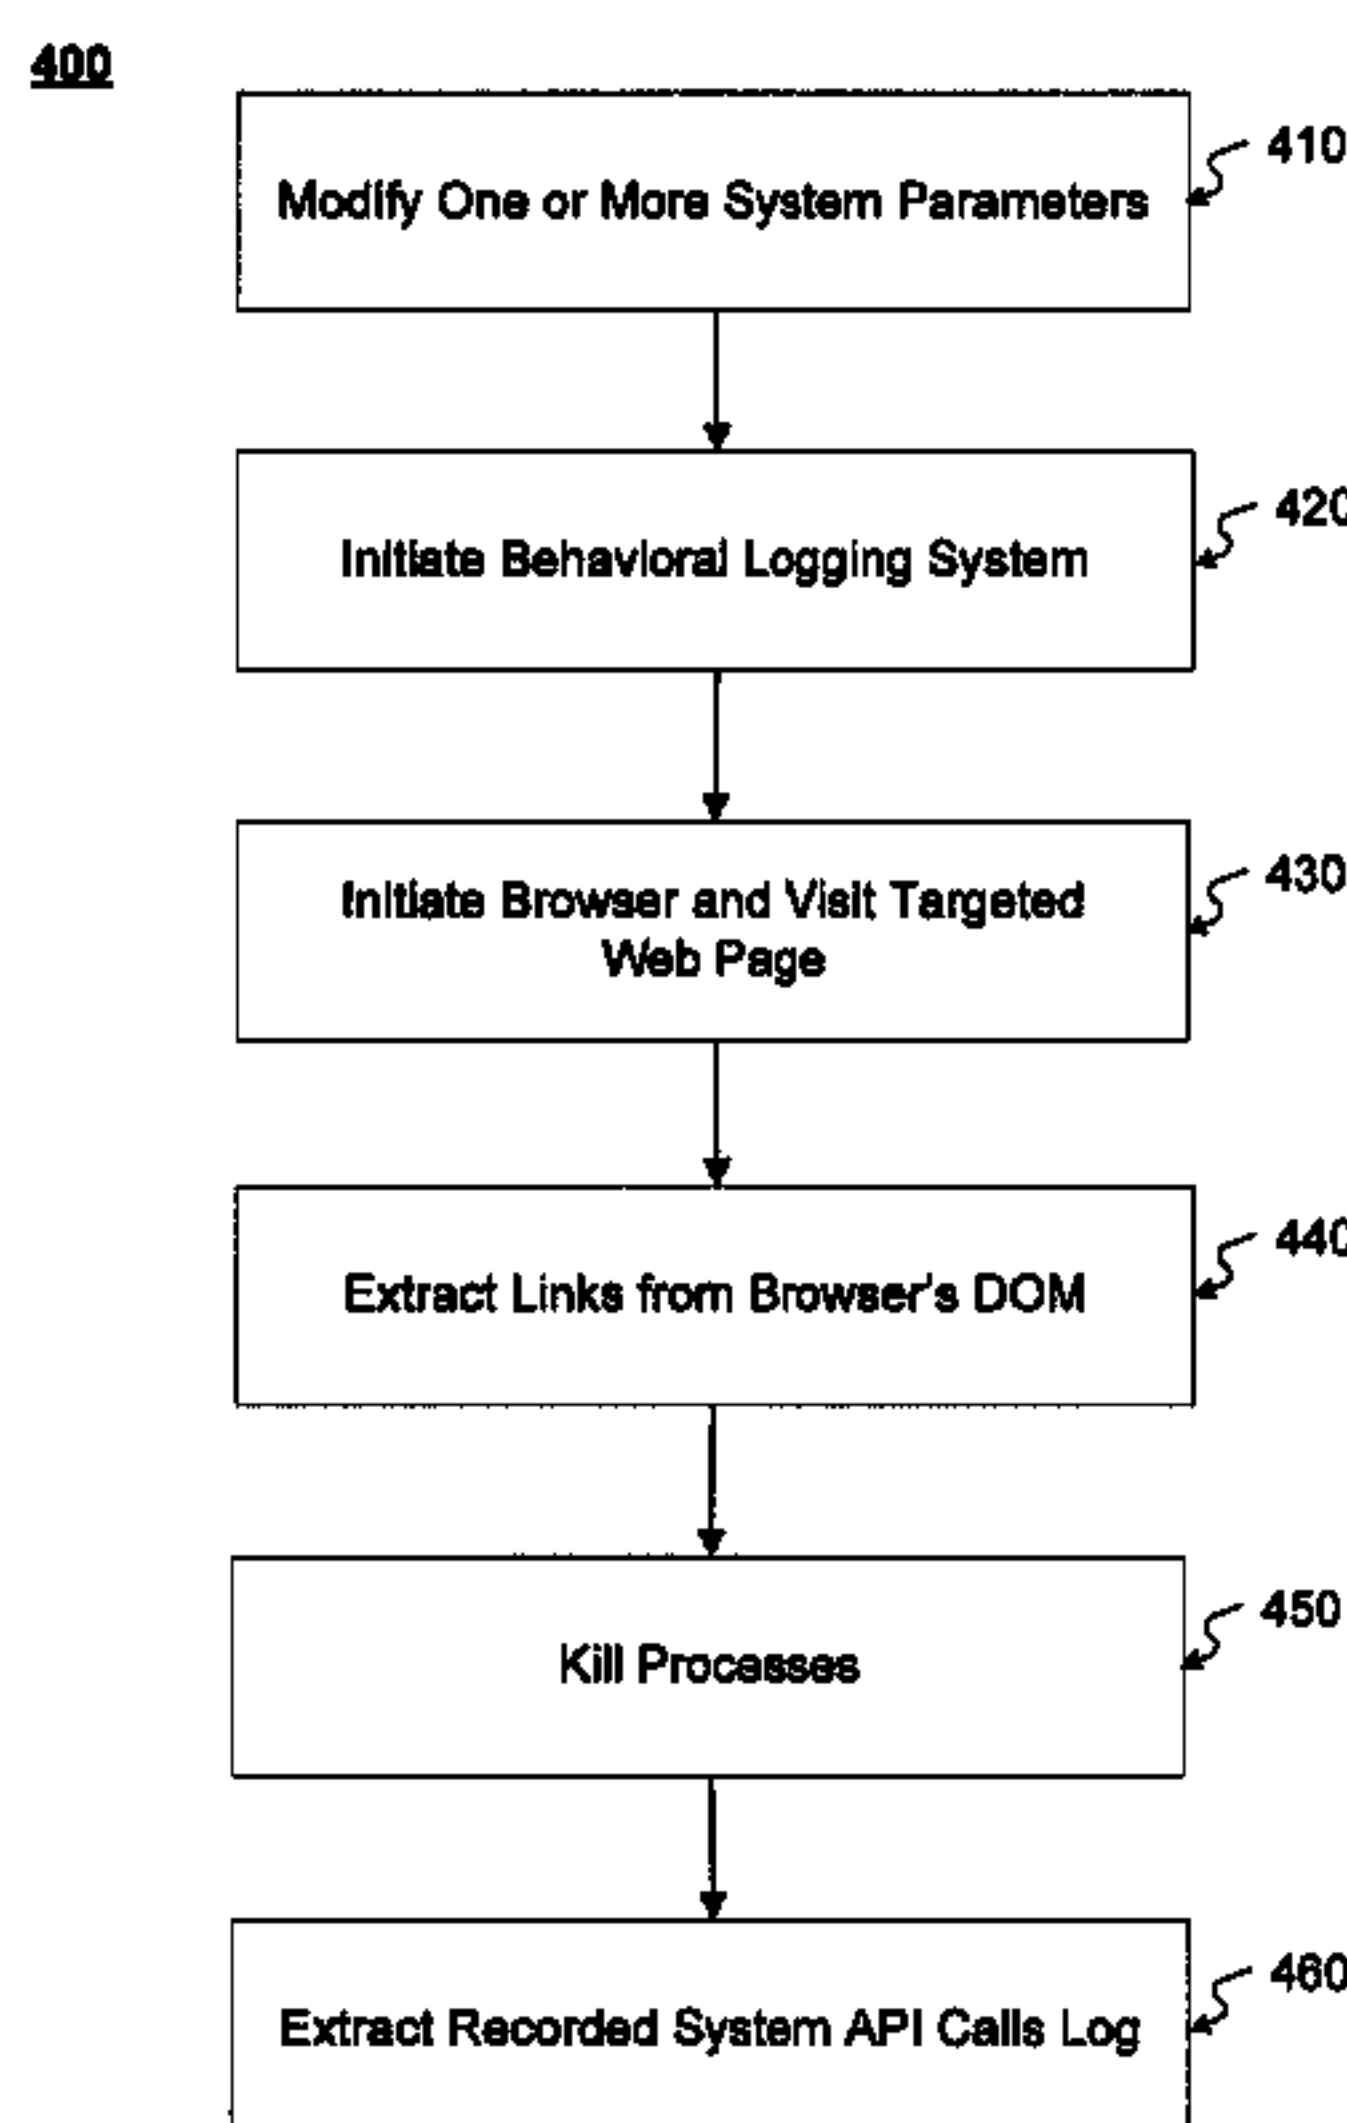 400
Modify One or More System Parameters
410
Initiate Behavioral Logging System
420
Initiate Browser and Visit Targeted
Web Page
430
Extract Links from Browser's DOM
440
Kill Processes
450
Extract Recorded System API Calls Log
460